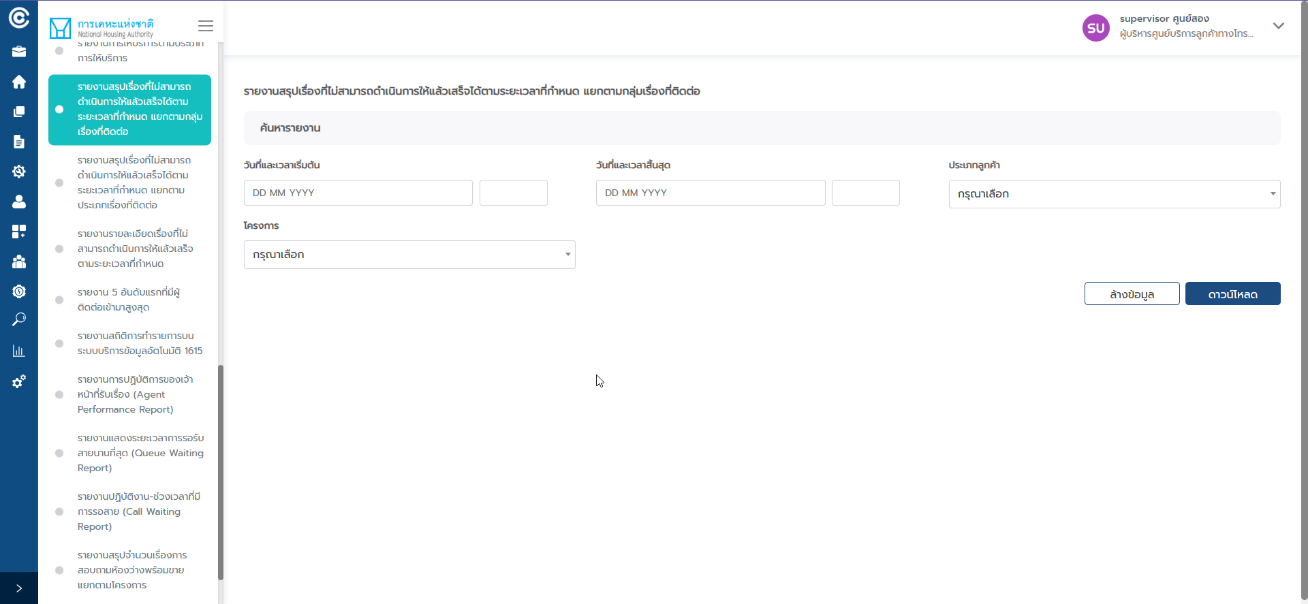 การเคหะแห่งชาติ
National Housing Authority
SU
supervisor ศูนย์สอง
ผู้บริหารศูนย์บริการลูกค้าทางโทร...
รายงานการให้บริการตามประเภท
การให้บริการ
รายงานสรุปเรื่องที่ไม่สามารถ
ดำเนินการให้แล้วเสร็จได้ตาม
ระยะเวลาที่กำหนด แยกตามกลุ่ม
เรื่องที่ติดต่อ
รายงานสรุปเรื่องที่ไม่สามารถ
ดำเนินการให้แล้วเสร็จได้ตาม
ระยะเวลาที่กำหนด แยกตาม
ประเภทเรื่องที่ติดต่อ
รายงานรายละเอียดเรื่องที่ไม่
สามารถดำเนินการให้แล้วเสร็จ
ตามระยะเวลาที่กำหนด
รายงาน 5 อันดับแรกที่มีผู้
ติดต่อเข้ามาสูงสุด
รายงานสถิติการทำรายการบน
ระบบบริการข้อมูลอัตโนมัติ 1615
รายงานการปฏิบัติการของเจ้า
หน้าที่รับเรื่อง (Agent
Performance Report)
รายงานแสดงระยะเวลาการรอรับ
สายนานที่สุด (Queue Waiting
Report)
รายงานปฏิบัติงาน-ช่วงเวลาที่มี
การรอสาย (Call Waiting
Report)
รายงานสรุปจำนวนเรื่องการ
สอบถามห้องว่างพร้อมขาย
แยกตามโครงการ
รายงานสรุปเรื่องที่ไม่สามารถดำเนินการให้แล้วเสร็จได้ตามระยะเวลาที่กำหนด แยกตามกลุ่มเรื่องที่ติดต่อ
ค้นหารายงาน
วันที่และเวลาเริ่มต้น
วันที่และเวลาสิ้นสุด
ประเภทลูกค้า
DD MM YYYY
DD MM YYYY
กรุณาเลือก
โครงการ
กรุณาเลือก
ล้างข้อมูล
ดาวน์โหลด